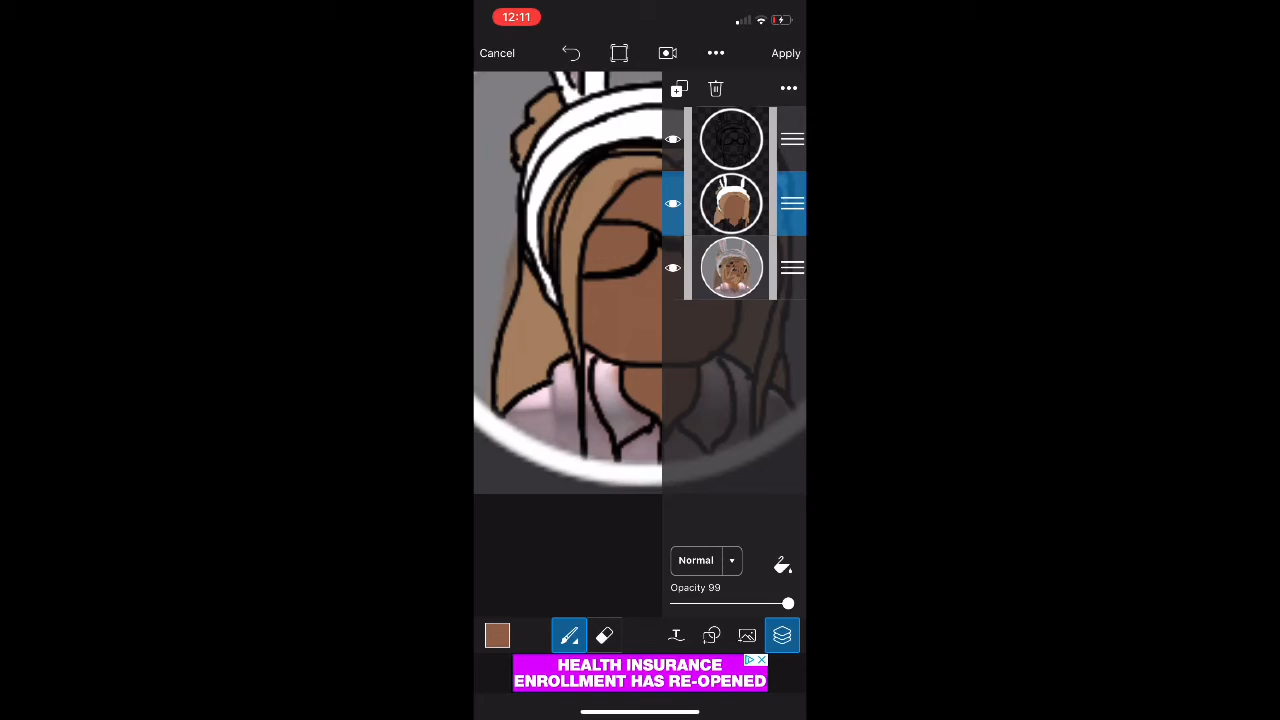 12:11
Cancel
Apply
Normal
Opacity 99
T
HEALTH INSURANCE
ENROLLMENT HAS RE-OPENED